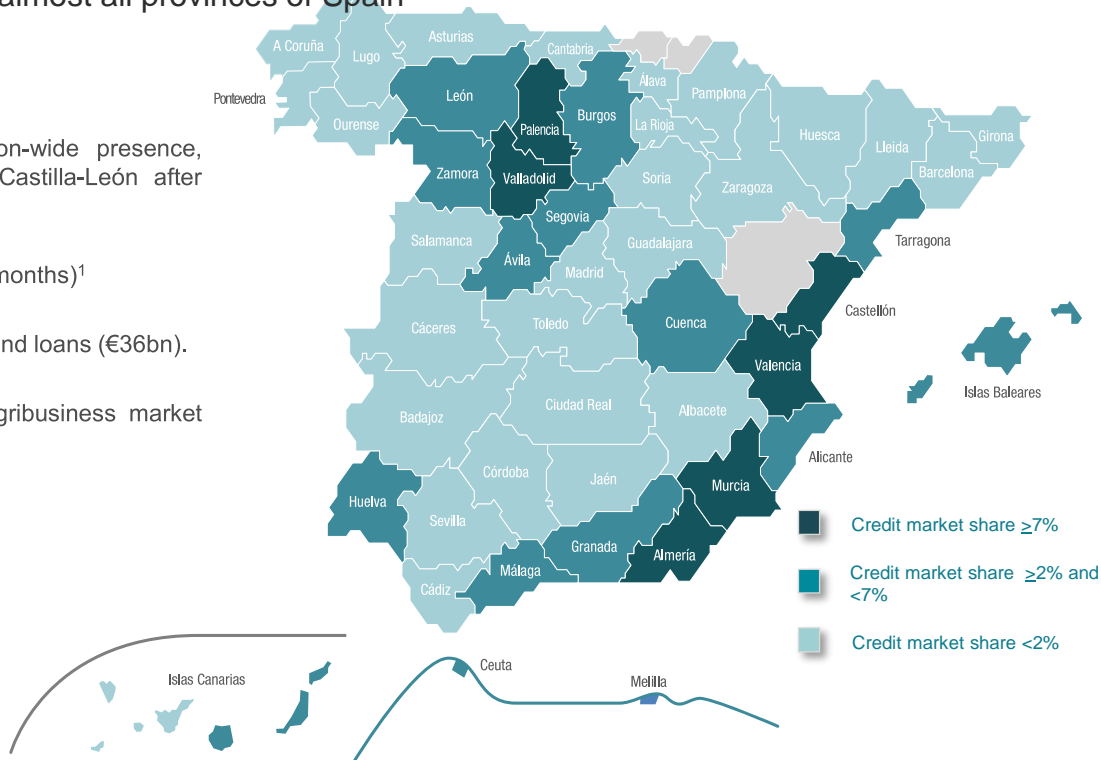 almost all provinces of Spain
on-wide presence,
Castilla-León after
months)¹
nd loans (€36bn).
gribusiness market
A Coruña
Lugo
Asturias
Cantabria
Pontevedra
Ourense
León
Palencia
Burgos
Álava
Pamplona
La Rioja
Huesca
Lleida
Girona
Barcelona
Zamora
Valladolid
Soria
Zaragoza
Segovia
Salamanca
Ávila
Guadalajara
Tarragona
Madrid
Cáceres
Toledo
Cuenca
Castellón
Valencia
Islas Baleares
Badajoz
Ciudad Real
Albacete
Alicante
Córdoba
Jaén
Murcia
Huelva
Sevilla
Granada
Almería
Málaga
Cádiz
Credit market share ≥7%
Credit market share ≥2% and
<7%
Credit market share <2%
Islas Canarias
Ceuta
Melilla